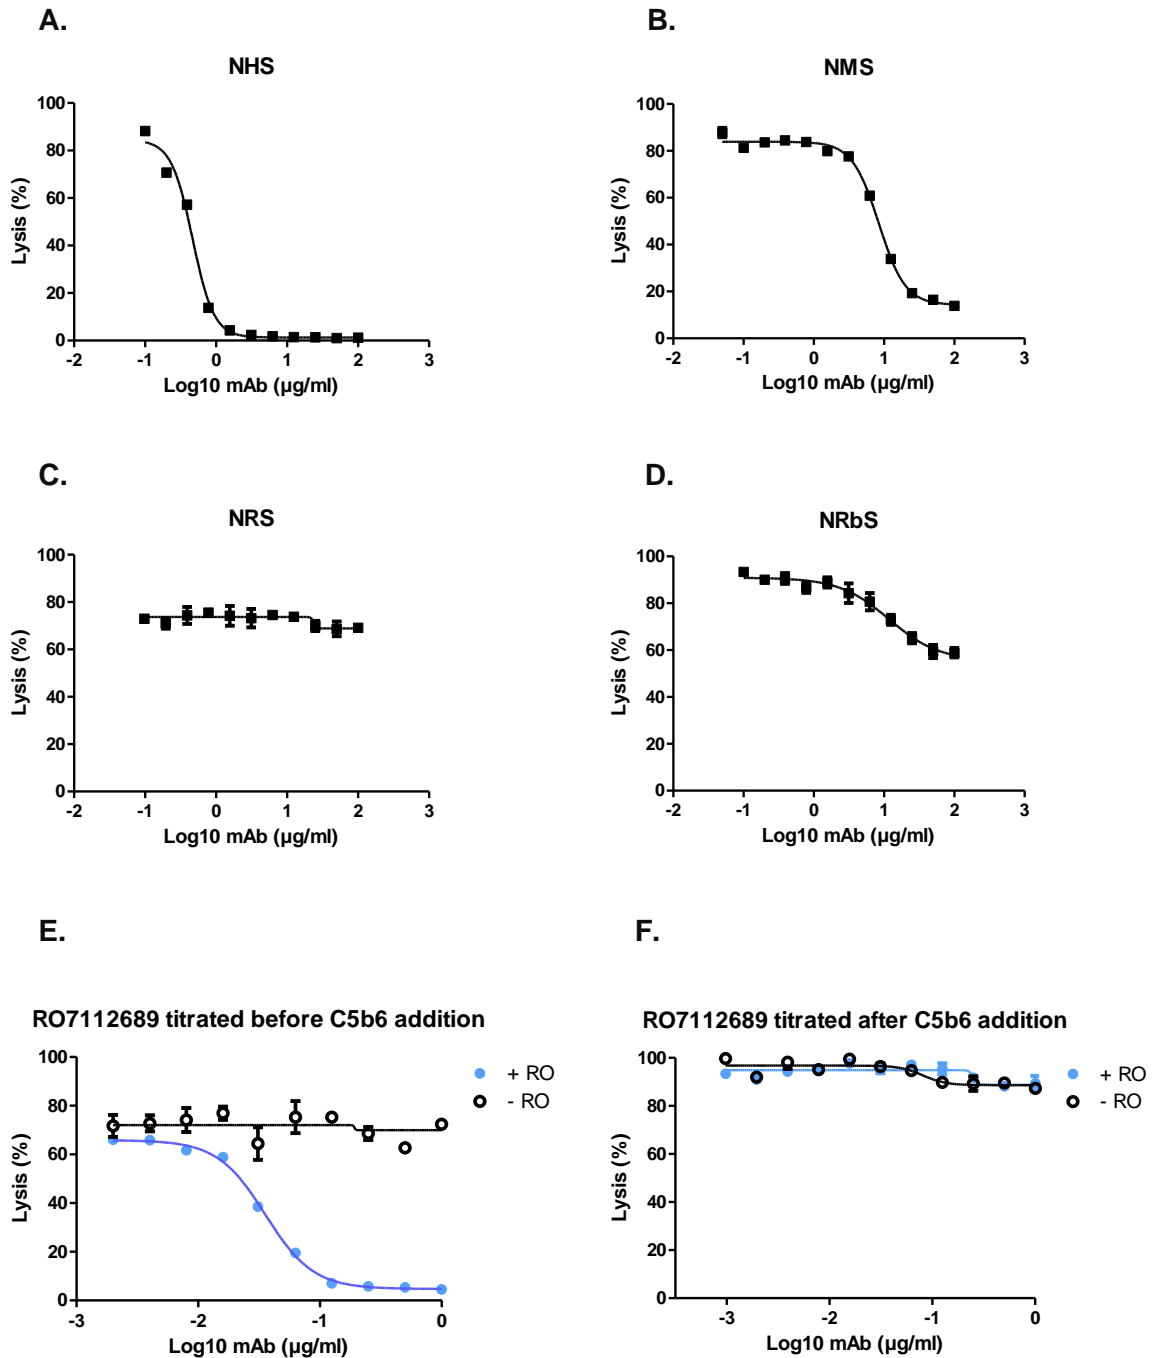 A.
NHS
100
80
60
40
20
0
-2
-1
0
1
2
3
Lysis (%)
Log10 mAb (µg/ml)
B.
NMS
100
80
60
40
20
0
-2
-1
0
1
2
3
Lysis (%)
Log10 mAb (µg/ml)
C.
NRS
100
80
60
40
20
0
-2
-1
0
1
2
3
Lysis (%)
Log10 mAb (µg/ml)
D.
NRbS
100
80
60
40
20
0
-2
-1
0
1
2
3
Lysis (%)
Log10 mAb (µg/ml)
E.
RO7112689 titrated before C5b6 addition
100
80
60
40
20
0
-3
-2
-1
0
Lysis (%)
Log10 mAb (µg/ml)
+ RO
- RO
F.
RO7112689 titrated after C5b6 addition
100
80
60
40
20
0
-3
-2
-1
0
Lysis (%)
Log10 mAb (µg/ml)
+ RO
- RO